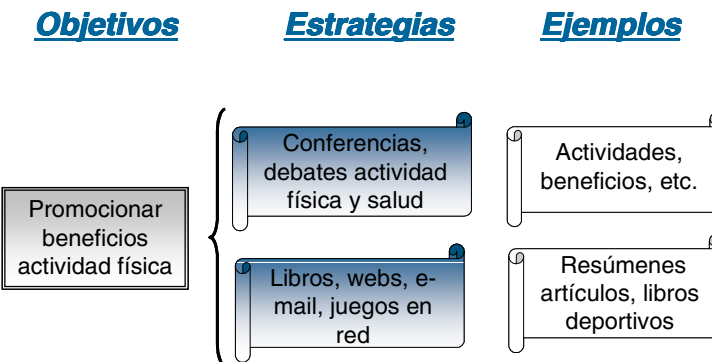 Objetivos
Estrategias
Ejemplos
Promocionar
beneficios
actividad física
Conferencias,
debates actividad
física y salud
Actividades,
beneficios, etc.
Libros, webs, e-
mail, juegos en
red
Resúmenes
artículos, libros
deportivos